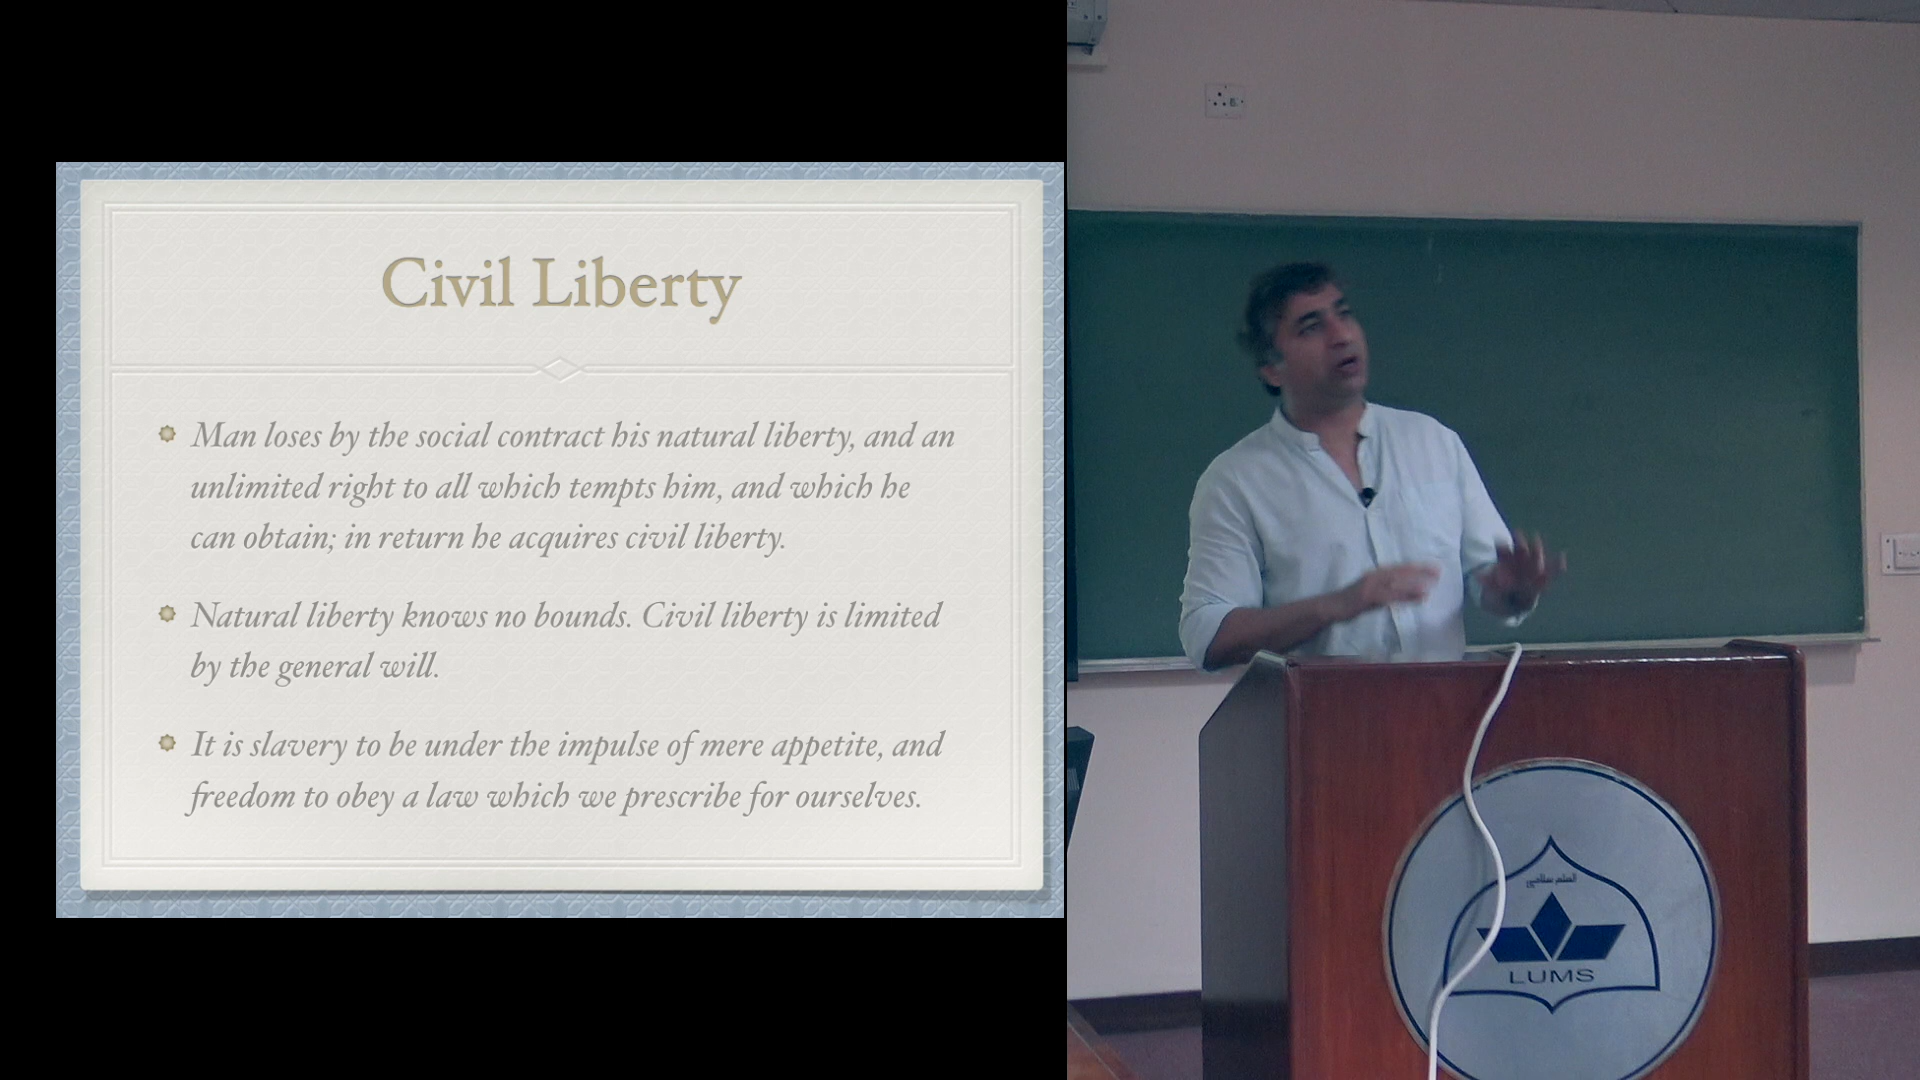 Civil Liberty
Man loses by the social contract his natural liberty, and an
unlimited right to all which tempts him, and which he
can obtain; in return he acquires civil liberty.
Natural liberty knows no bounds. Civil liberty is limited
by the general will.
It is slavery to be under the impulse of mere appetite, and
freedom to obey a law which we prescribe for ourselves.
LUMS